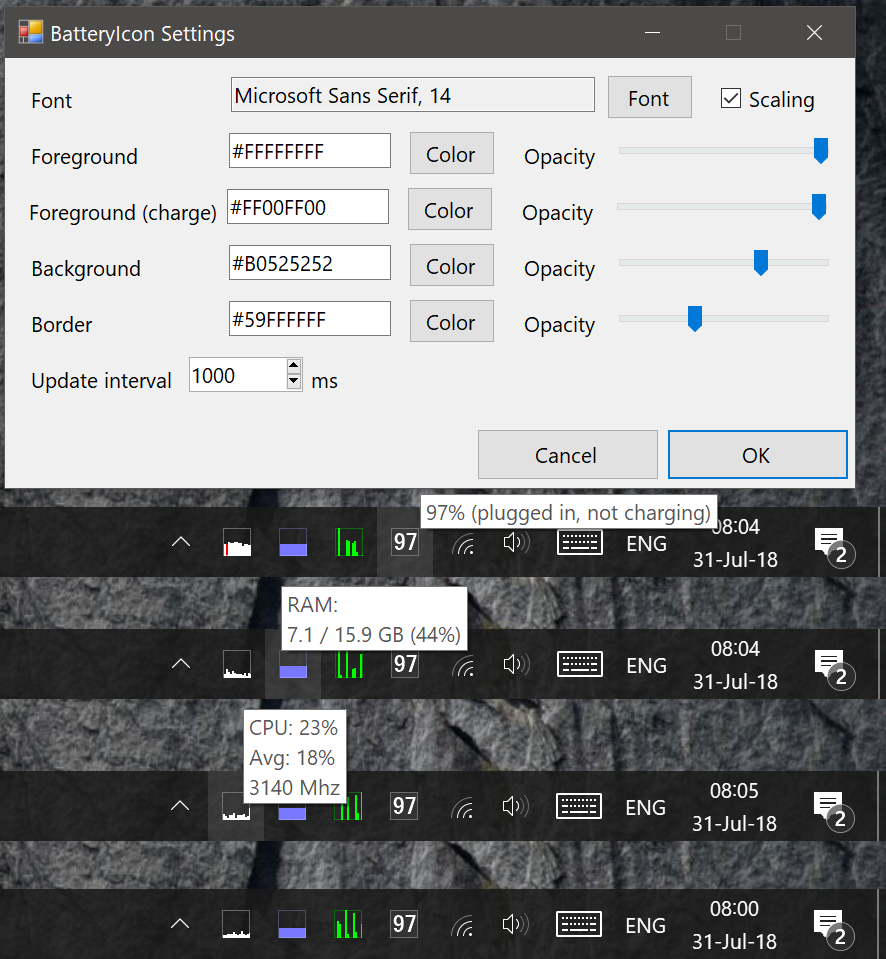 BatteryIcon Settings
Font
Microsoft Sans Serif, 14
Font
Scaling
Foreground
#FFFFFFFF
Color
Opacity
Foreground (charge)
#FF00FF00
Color
Opacity
Background
#B0525252
Color
Opacity
Border
#59FFFFFF
Color
Opacity
Update interval
1000
ms
Cancel
OK
97% (plugged in, not charging)
97
ENG
08:04
31-Jul-18
2
RAM:
7.1 / 15.9 GB (44%)
97
ENG
08:04
31-Jul-18
2
CPU: 23%
Avg: 18%
3140 Mhz
97
ENG
08:05
31-Jul-18
2
97
ENG
08:00
31-Jul-18
2